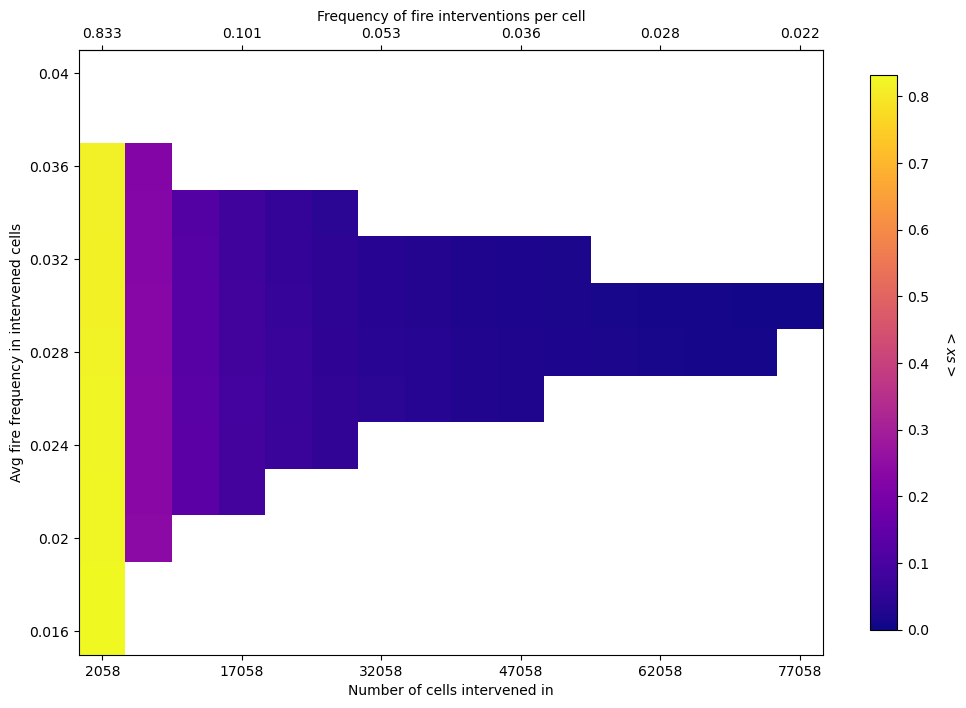 Frequency of fire interventions per cell
0.833 0.101 0.053 0.036 0.028 0.022
0.04
0.036
0.032
0.028
0.024
0.02
0.016
Avg fire frequency in intervened cells
2058 17058 32058 47058 62058 77058
Number of cells intervened in
0.8
0.7
0.6
0.5
0.4
0.3
0.2
0.1
0.0
< sx >